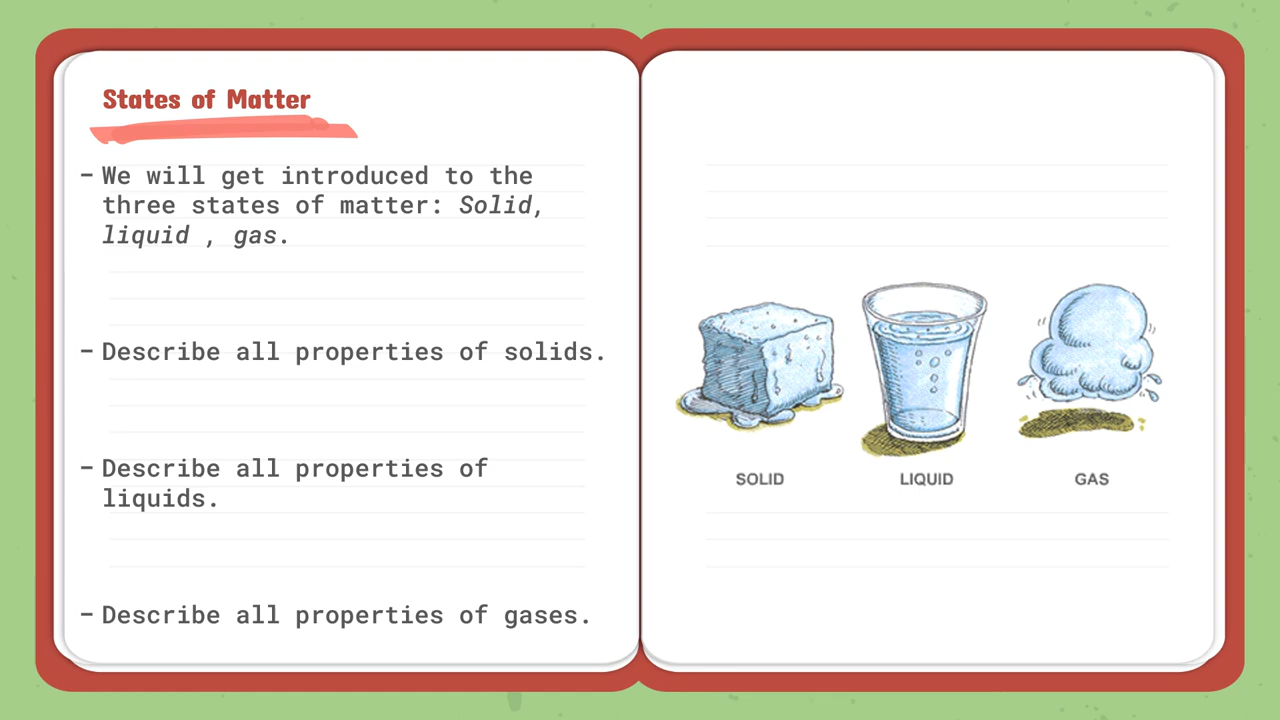 States of Matter
- We will get introduced to the
three states of matter: Solid,
liquid , gas.
- Describe all properties of solids.
- Describe all properties of
liquids.
- Describe all properties of gases.
SOLID
LIQUID
GAS